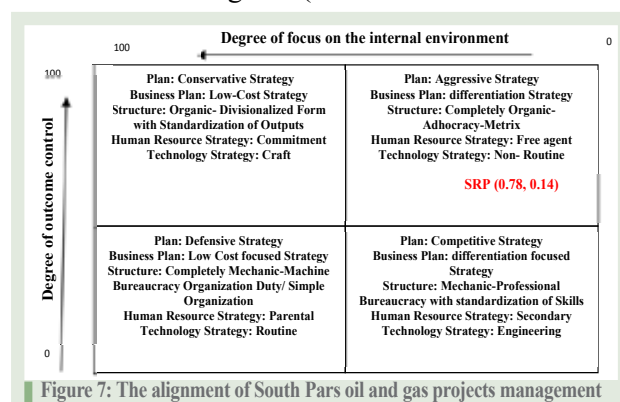 Degree of focus on the internal environment
100
0
100
Degree of outcome control
0
Plan: Conservative Strategy
Business Plan: Low-Cost Strategy
Structure: Organic- Divisionalized Form
with Standardization of Outputs
Human Resource Strategy: Commitment
Technology Strategy: Craft
Plan: Aggressive Strategy
Business Plan: differentiation Strategy
Structure: Completely Organic-
Adhocracy-Metrix
Human Resource Strategy: Free agent
Technology Strategy: Non- Routine
SRP (0.78, 0.14)
Plan: Defensive Strategy
Business Plan: Low Cost focused Strategy
Structure: Completely Mechanic-Machine
Bureaucracy Organization Duty/ Simple
Organization
Human Resource Strategy: Parental
Technology Strategy: Routine
Plan: Competitive Strategy
Business Plan: differentiation focused
Strategy
Structure: Mechanic-Professional
Bureaucracy with standardization of Skills
Human Resource Strategy: Secondary
Technology Strategy: Engineering
Figure 7: The alignment of South Pars oil and gas projects management